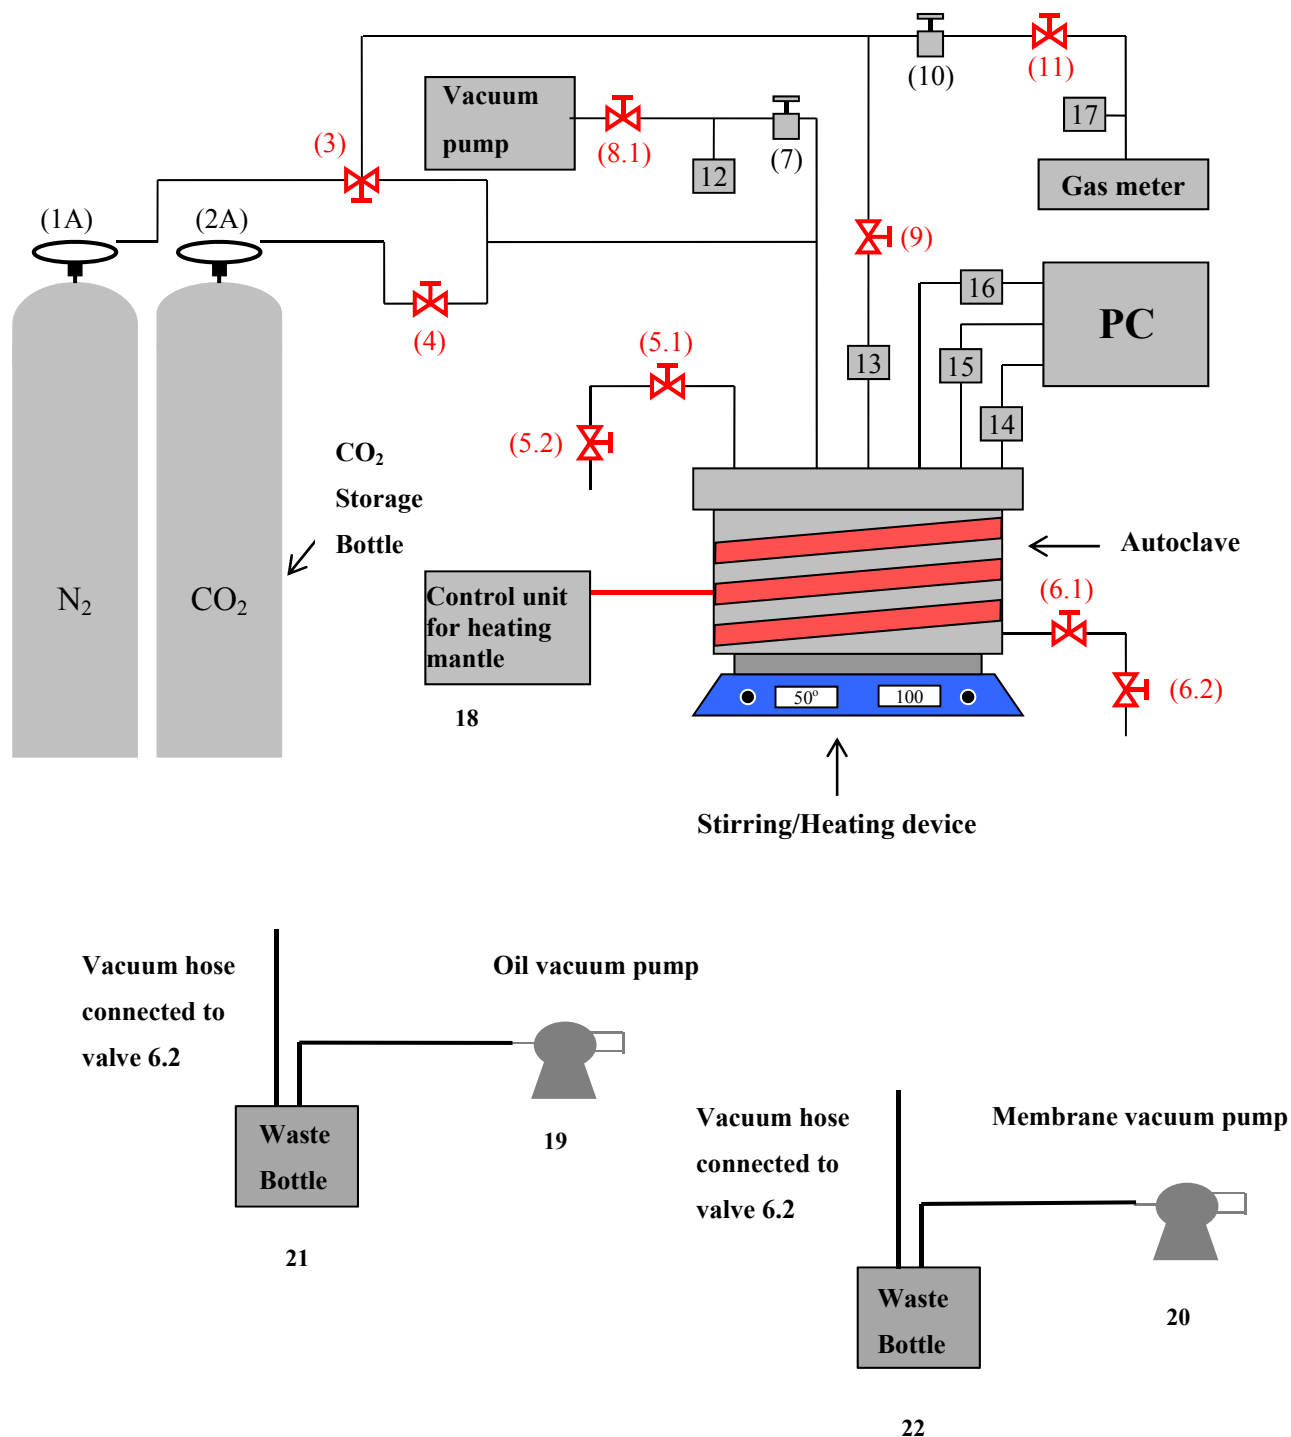 (10)
(11)
Vacuum
pump
(8.1)
(7)
12
17
Gas meter
(3)
(1A)
(2A)
(4)
(9)
16
15
14
13
PC
(5.1)
(5.2)
CO₂
Storage
Bottle
N₂
CO₂
Autoclave
Control unit
for heating
mantle
18
(6.1)
(6.2)
50º
100
Stirring/Heating device
Vacuum hose
connected to
valve 6.2
Oil vacuum pump
19
Waste
Bottle
21
Vacuum hose
connected to
valve 6.2
Membrane vacuum pump
20
Waste
Bottle
22